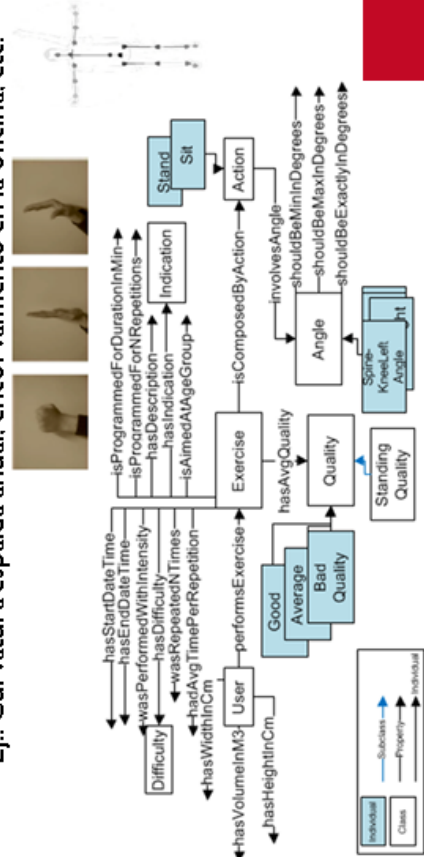 hasStartDateTime
hasEndDateTime
wasPerformedWithIntensity
hasDifficulty
wasRepeatedNTimes
hadAvgTimePerRepetition
Difficulty
isProgrammedForDurationInMin
isProgrammedForNRepetitions
hasDescription
hasIndication
isAimedAtAgeGroup
Indication
Stand
Sit
hasWidthInCm
hasVolumeInM3
hasHeightInCm
User
performsExercise
Exercise
isComposedByAction
Action
hasAvgQuality
involvesAngle
Good
Average
Bad
Quality
Quality
Standing
Quality
Angle
shouldBeMinInDegrees
shouldBeMaxInDegrees
shouldBeExactlyInDegrees
Spine-
KneeLeft
Angle
ht
Individual
Class
Subclass
Property
Individual